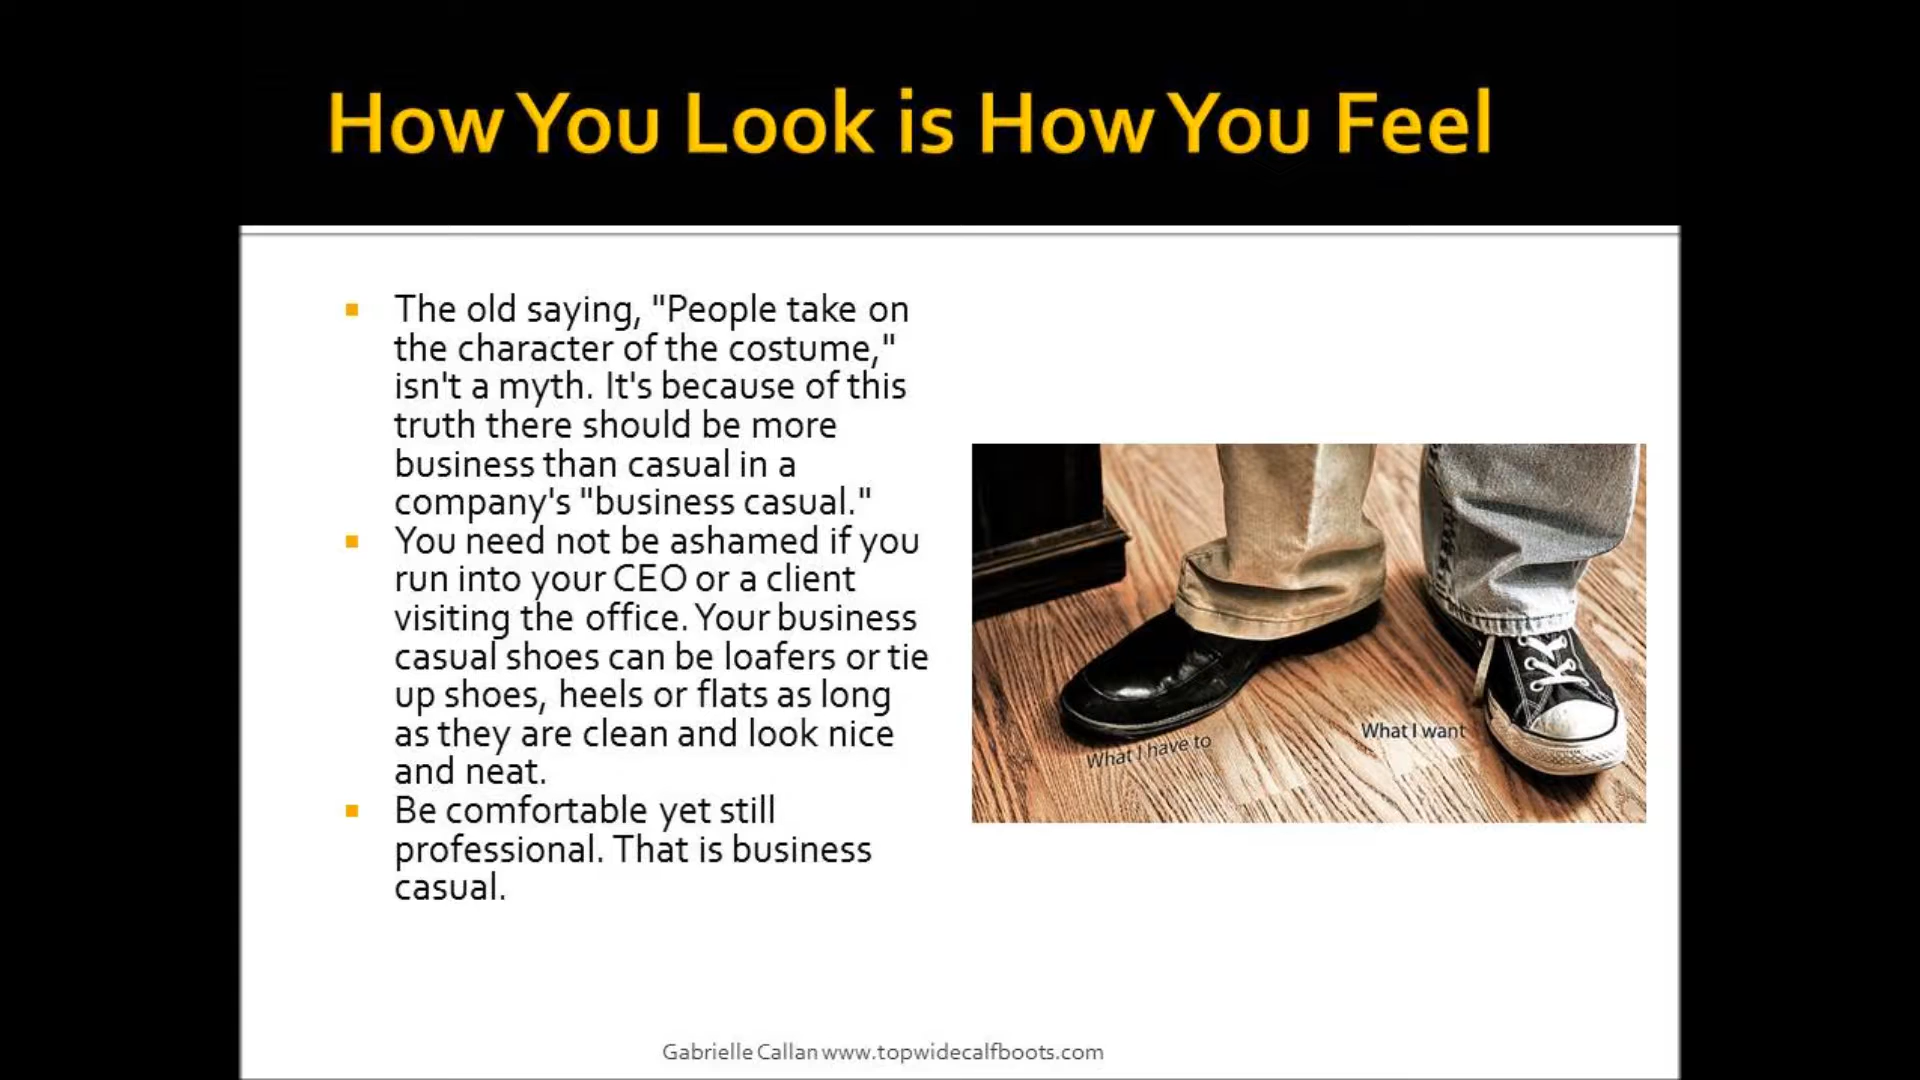 How You Look is How You Feel
The old saying, "People take on
the character of the costume,"
isn't a myth. It's because of this
truth there should be more
business than casual in a
company's "business casual."
You need not be ashamed if you
run into your CEO or a client
visiting the office. Your business
casual shoes can be loafers or tie
up shoes, heels or flats as long
as they are clean and look nice
and neat.
Be comfortable yet still
professional. That is business
casual.
What I have to
What I want
Gabrielle Callan www.topwidecalfboots.com